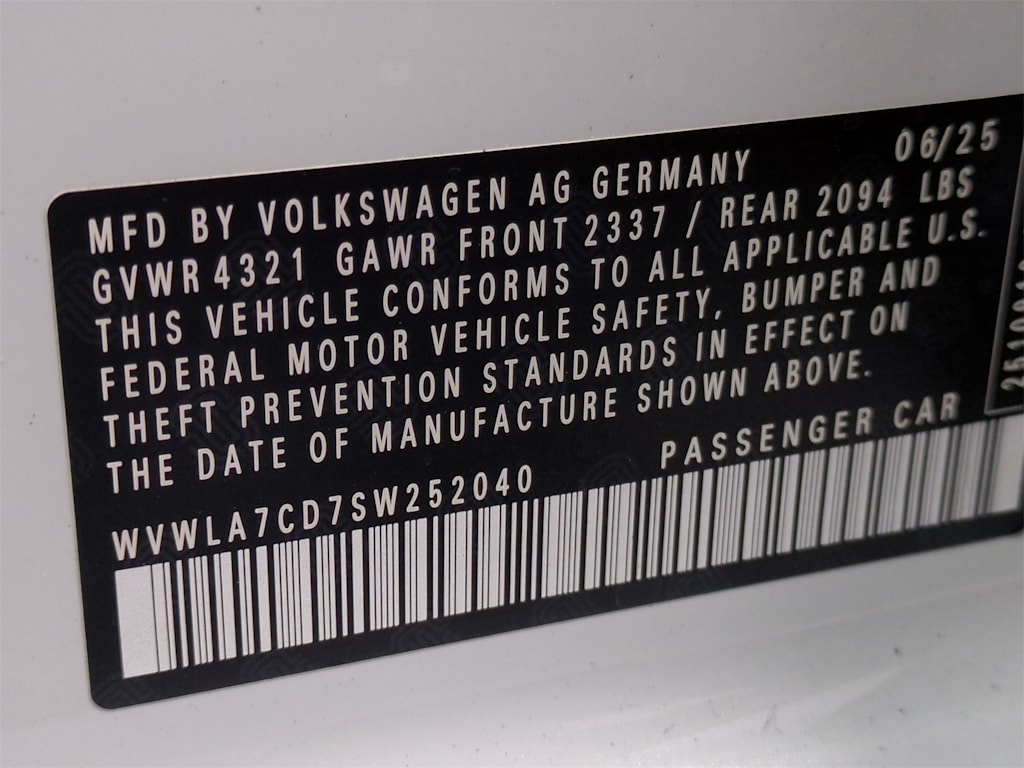 MFD BY VOLKSWAGEN AG GERMANY 06/25
GVWR 4321 GAWR FRONT 2337 / REAR 2094 LBS
THIS VEHICLE CONFORMS TO ALL APPLICABLE U.S.
FEDERAL MOTOR VEHICLE SAFETY, BUMPER AND
THEFT PREVENTION STANDARDS IN EFFECT ON
THE DATE OF MANUFACTURE SHOWN ABOVE.
WVWLA7CD7SW252040 PASSENGER CAR